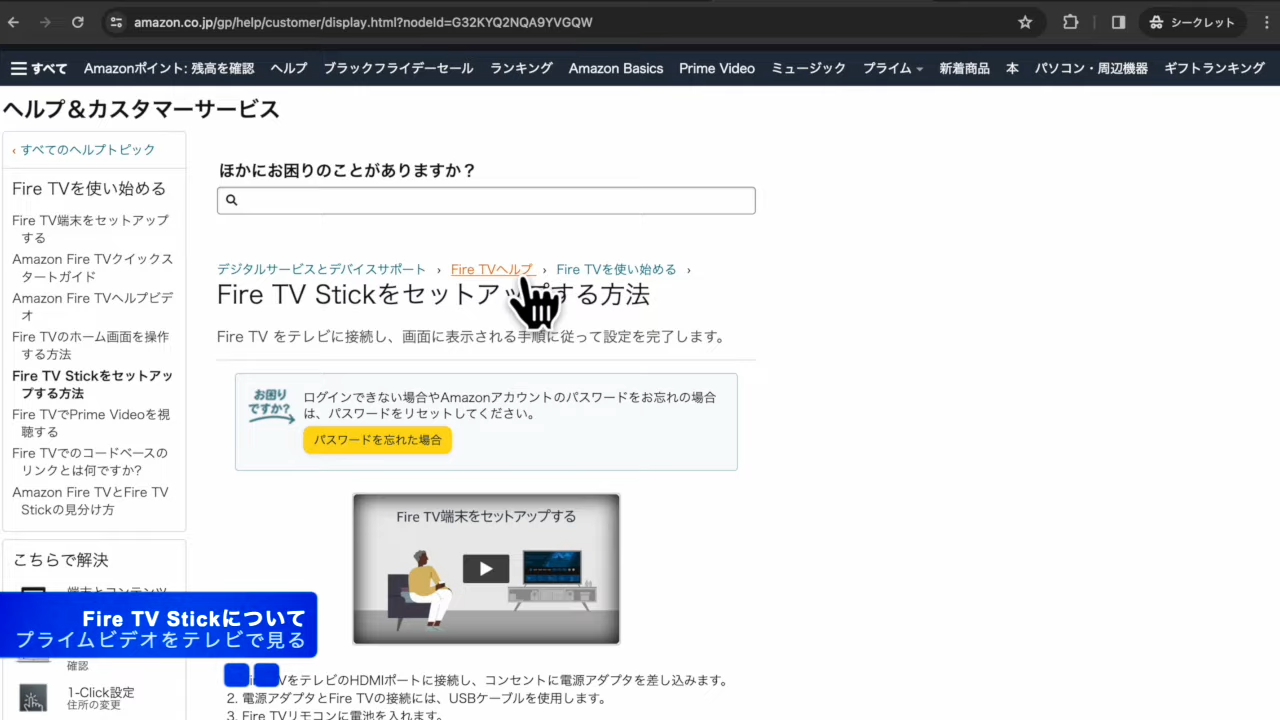 amazon.co.jp/gp/help/customer/display.html?nodeId=G32KYQ2NQA9YVGQW
シークレット
すべて Amazonポイント: 残高を確認 ヘルプ ブラックフライデーセール ランキング Amazon Basics Prime Video ミュージック プライム 新着商品 本 パソコン・周辺機器 ギフトランキング
ヘルプ＆カスタマーサービス
‹ すべてのヘルプトピック
Fire TVを使い始める
Fire TV端末をセットアップ
する
Amazon Fire TVクイックス
タートガイド
Amazon Fire TVヘルプビデ
オ
Fire TVのホーム画面を操作
する方法
Fire TV Stickをセットアッ
プする方法
Fire TVでPrime Videoを視
聴する
Fire TVでのコードベースの
リンクとは何ですか?
Amazon Fire TVとFire TV
Stickの見分け方
こちらで解決
端末とコンテンツ
確認
1-Click設定
住所の変更
ほかにお困りのことがありますか？
デジタルサービスとデバイスサポート › Fire TVヘルプ › Fire TVを使い始める ›
Fire TV Stickをセットアップする方法
Fire TV をテレビに接続し、画面に表示される手順に従って設定を完了します。
お困り
ですか?
ログインできない場合やAmazonアカウントのパスワードをお忘れの場合
は、パスワードをリセットしてください。
パスワードを忘れた場合
Fire TV端末をセットアップする
TVをテレビのHDMIポートに接続し、コンセントに電源アダプタを差し込みます。
2. 電源アダプタとFire TVの接続には、USBケーブルを使用します。
3. Fire TVリモコンに電池を入れます。
Fire TV Stickについて
プライムビデオをテレビで見る